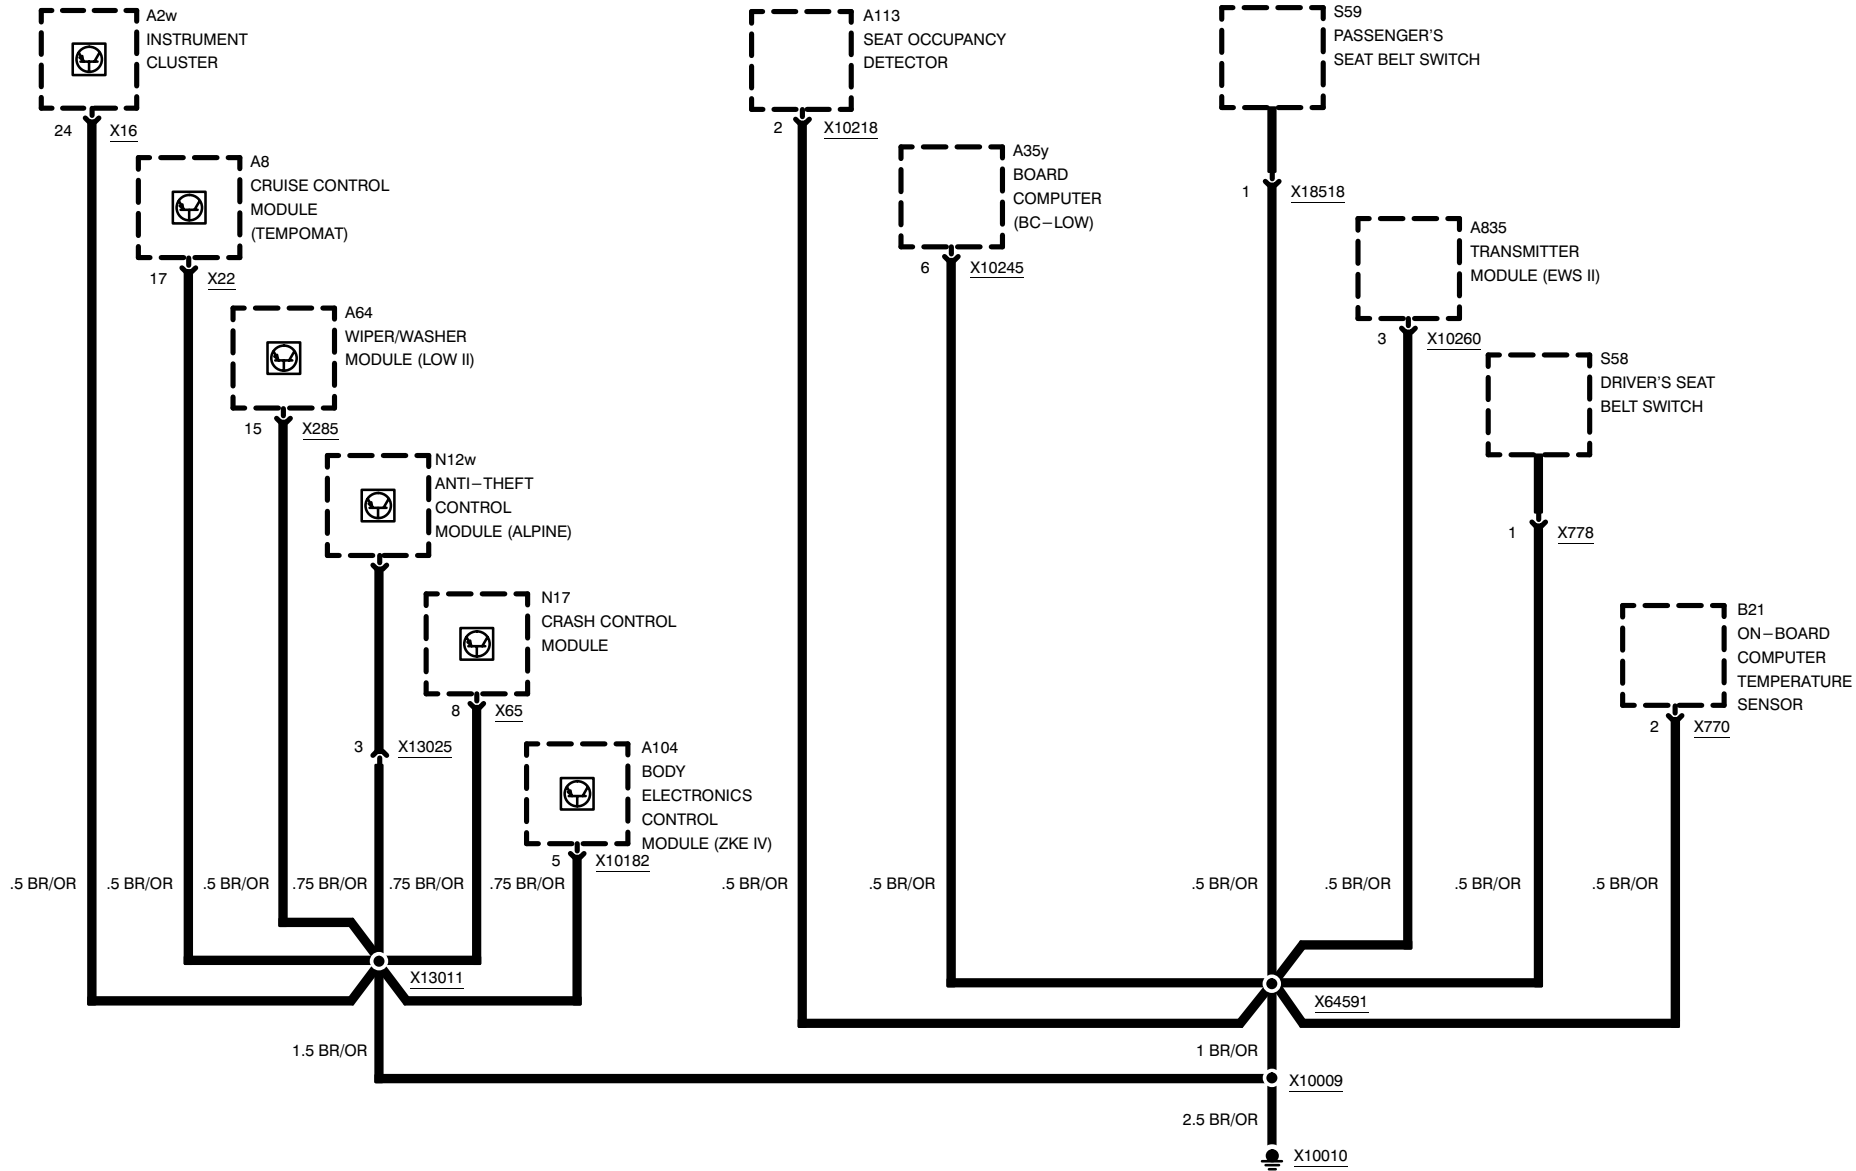 A2w
INSTRUMENT
CLUSTER
24 X16
A8
CRUISE CONTROL
MODULE
(TEMPOMAT)
17 X22
A64
WIPER/WASHER
MODULE (LOW II)
15 X285
N12w
ANTI−THEFT
CONTROL
MODULE (ALPINE)
N17
CRASH CONTROL
MODULE
8 X65
3 X13025
A104
BODY
ELECTRONICS
CONTROL
MODULE (ZKE IV)
5 X10182
A113
SEAT OCCUPANCY
DETECTOR
2 X10218
A35y
BOARD
COMPUTER
(BC−LOW)
6 X10245
S59
PASSENGER'S
SEAT BELT SWITCH
1 X18518
A835
TRANSMITTER
MODULE (EWS II)
3 X10260
S58
DRIVER'S SEAT
BELT SWITCH
1 X778
B21
ON−BOARD
COMPUTER
TEMPERATURE
SENSOR
2 X770
.5 BR/OR .5 BR/OR .5 BR/OR .75 BR/OR .75 BR/OR .75 BR/OR .5 BR/OR .5 BR/OR .5 BR/OR .5 BR/OR .5 BR/OR .5 BR/OR
X13011
X64591
1.5 BR/OR
1 BR/OR
X10009
2.5 BR/OR
X10010